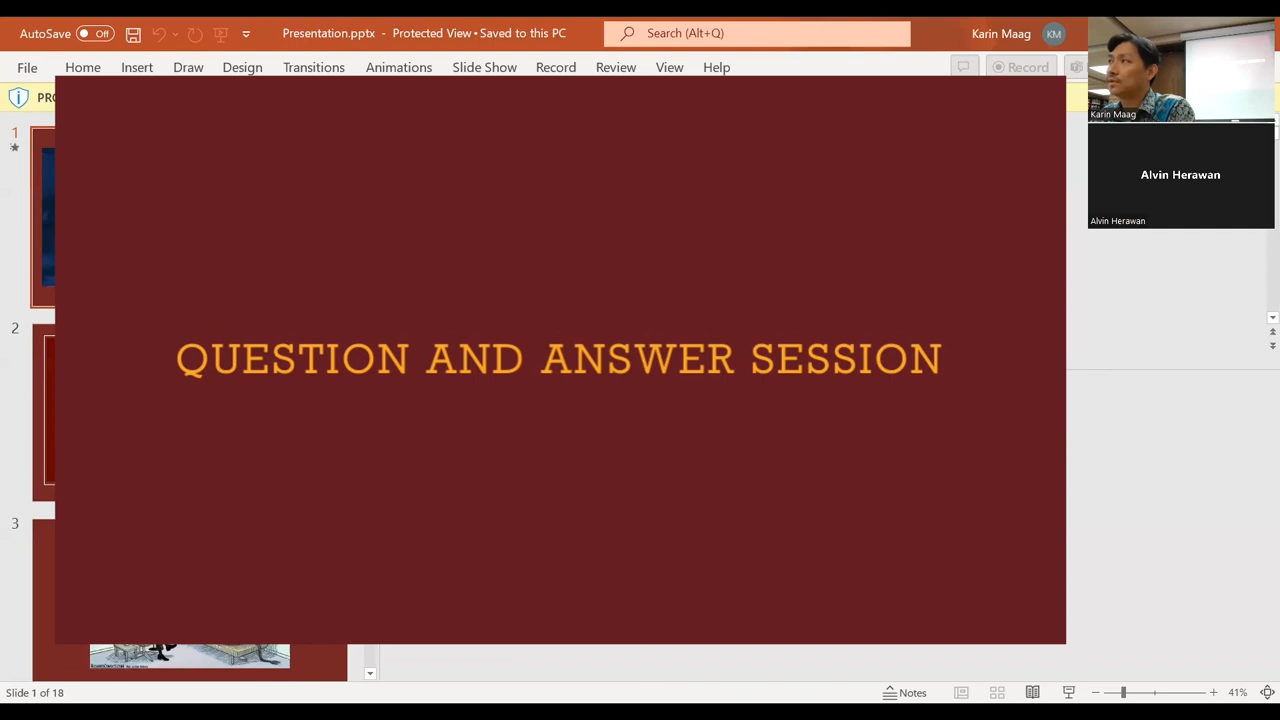 AutoSave Off Presentation.pptx - Protected View • Saved to this PC Search (Alt+Q) Karin Maag KM
File Home Insert Draw Design Transitions Animations Slide Show Record Review View Help Record
PRO
Karin Maag
Alvin Herawan
Alvin Herawan
1
2
3
QUESTION AND ANSWER SESSION
Slide 1 of 18 Notes 41%